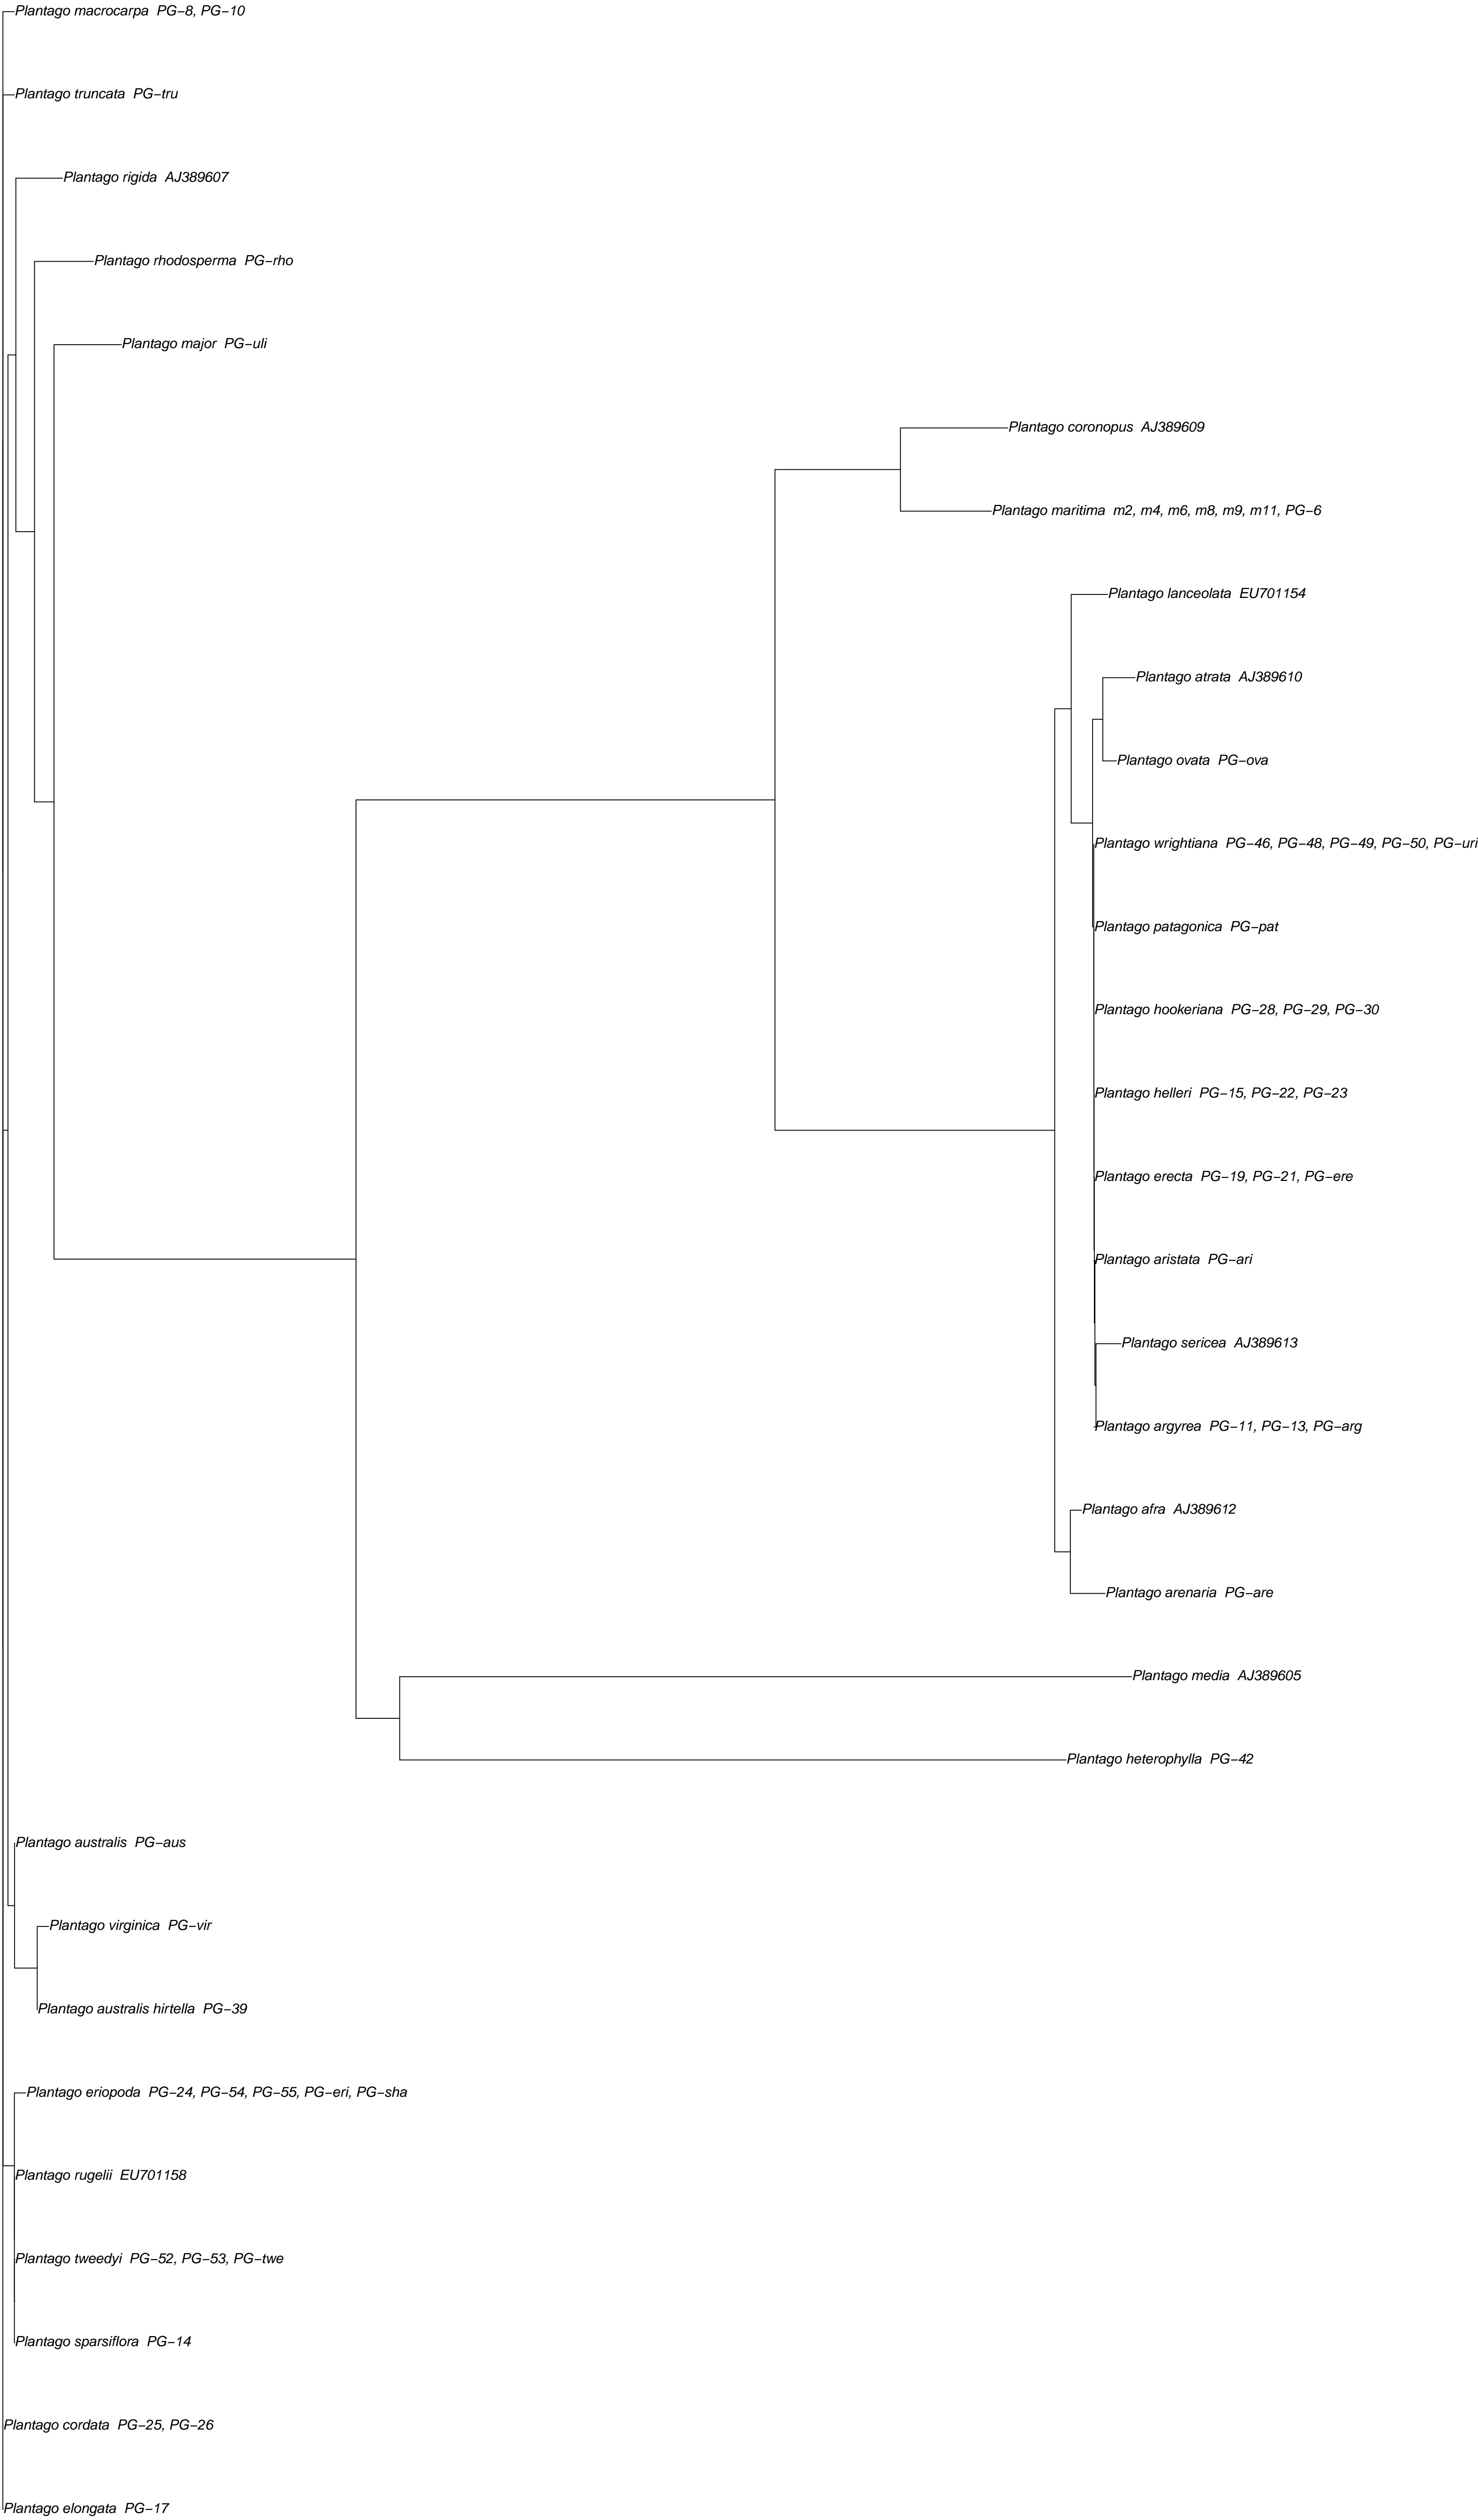 Plantago macrocarpa PG−8, PG−10
Plantago truncata PG−tru
Plantago rigida AJ389607
Plantago rhodosperma PG−rho
Plantago major PG−uli
Plantago coronopus AJ389609
Plantago maritima m2, m4, m6, m8, m9, m11, PG−6
Plantago lanceolata EU701154
Plantago atrata AJ389610
Plantago ovata PG−ova
Plantago wrightiana PG−46, PG−48, PG−49, PG−50, PG−uri
Plantago patagonica PG−pat
Plantago hookeriana PG−28, PG−29, PG−30
Plantago helleri PG−15, PG−22, PG−23
Plantago erecta PG−19, PG−21, PG−ere
Plantago aristata PG−ari
Plantago sericea AJ389613
Plantago argyrea PG−11, PG−13, PG−arg
Plantago afra AJ389612
Plantago arenaria PG−are
Plantago media AJ389605
Plantago heterophylla PG−42
Plantago australis PG−aus
Plantago virginica PG−vir
Plantago australis hirtella PG−39
Plantago eriopoda PG−24, PG−54, PG−55, PG−eri, PG−sha
Plantago rugelii EU701158
Plantago tweedyi PG−52, PG−53, PG−twe
Plantago sparsiflora PG−14
Plantago cordata PG−25, PG−26
Plantago elongata PG−17